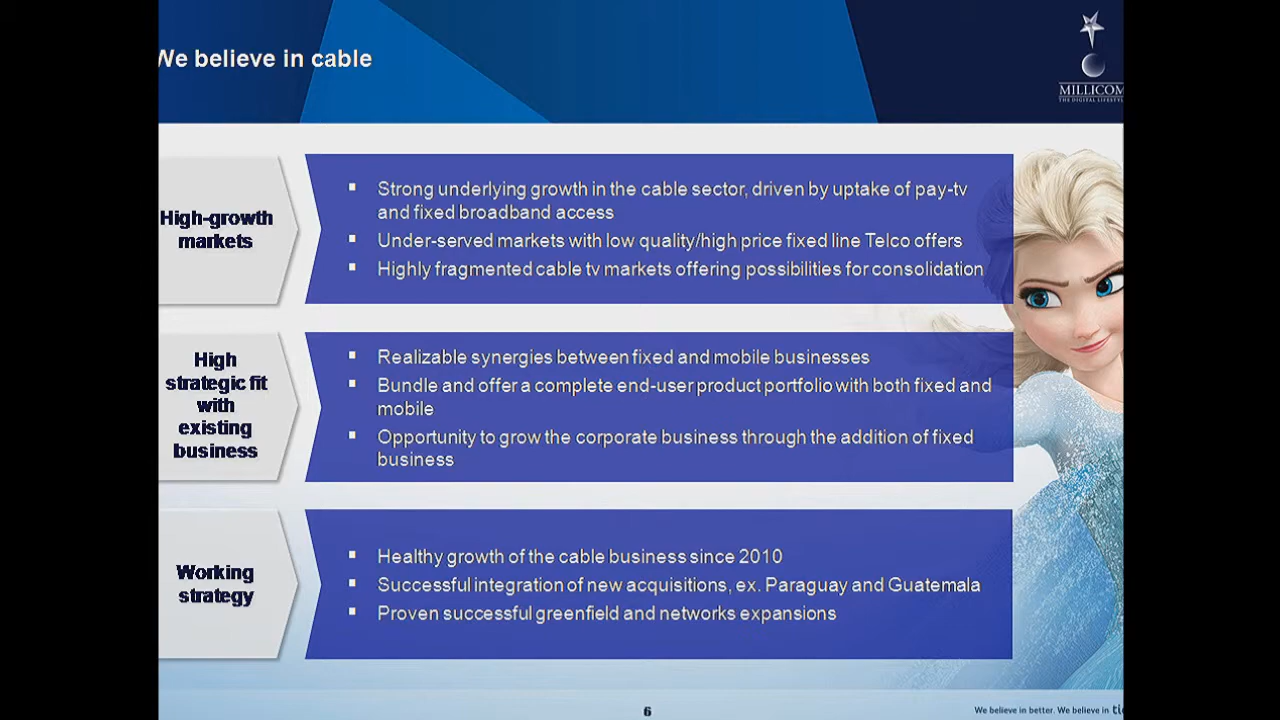 We believe in cable
MILLICOM
THE DIGITAL LIFESTYLE
High-growth
markets
▪ Strong underlying growth in the cable sector, driven by uptake of pay-tv
and fixed broadband access
▪ Under-served markets with low quality/high price fixed line Telco offers
▪ Highly fragmented cable tv markets offering possibilities for consolidation
High
strategic fit
with
existing
business
▪ Realizable synergies between fixed and mobile businesses
▪ Bundle and offer a complete end-user product portfolio with both fixed and
mobile
▪ Opportunity to grow the corporate business through the addition of fixed
business
Working
strategy
▪ Healthy growth of the cable business since 2010
▪ Successful integration of new acquisitions, ex. Paraguay and Guatemala
▪ Proven successful greenfield and networks expansions
6
We believe in better. We believe in